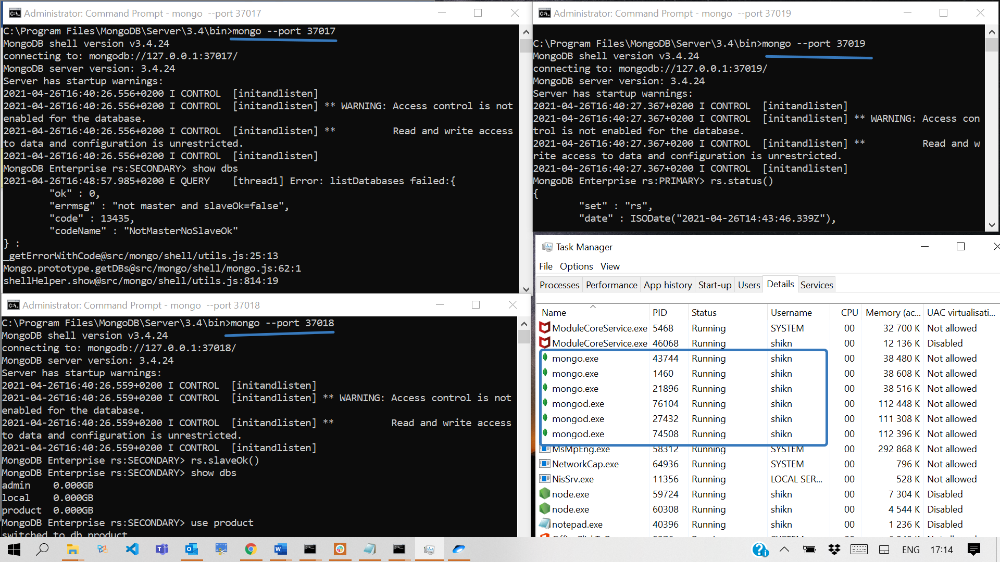 Administrator: Command Prompt - mongo  --port 37017
C:\Program Files\MongoDB\Server\3.4\bin>mongo --port 37017
MongoDB shell version v3.4.24
connecting to: mongodb://127.0.0.1:37017/
MongoDB server version: 3.4.24
Server has startup warnings:
2021-04-26T16:40:26.556+0200 I CONTROL  [initandlisten]
2021-04-26T16:40:26.556+0200 I CONTROL  [initandlisten] ** WARNING: Access control is not
enabled for the database.
2021-04-26T16:40:26.556+0200 I CONTROL  [initandlisten] **          Read and write access
to data and configuration is unrestricted.
2021-04-26T16:40:26.556+0200 I CONTROL  [initandlisten]
MongoDB Enterprise rs:SECONDARY> show dbs
2021-04-26T16:48:57.985+0200 E QUERY    [thread1] Error: listDatabases failed:{
"ok" : 0,
"errmsg" : "not master and slaveOk=false",
"code" : 13435,
"codeName" : "NotMasterNoSlaveOk"
} :
_getErrorWithCode@src/mongo/shell/utils.js:25:13
Mongo.prototype.getDBs@src/mongo/shell/mongo.js:62:1
shellHelper.show@src/mongo/shell/utils.js:814:19
Administrator: Command Prompt - mongo  --port 37018
C:\Program Files\MongoDB\Server\3.4\bin>mongo --port 37018
MongoDB shell version v3.4.24
connecting to: mongodb://127.0.0.1:37018/
MongoDB server version: 3.4.24
Server has startup warnings:
2021-04-26T16:40:26.559+0200 I CONTROL  [initandlisten]
2021-04-26T16:40:26.559+0200 I CONTROL  [initandlisten] ** WARNING: Access control is not
enabled for the database.
2021-04-26T16:40:26.559+0200 I CONTROL  [initandlisten] **          Read and write access
to data and configuration is unrestricted.
2021-04-26T16:40:26.559+0200 I CONTROL  [initandlisten]
MongoDB Enterprise rs:SECONDARY> rs.slaveOk()
MongoDB Enterprise rs:SECONDARY> show dbs
admin    0.000GB
local    0.000GB
product  0.000GB
MongoDB Enterprise rs:SECONDARY> use product
switched to db product
Administrator: Command Prompt - mongo  --port 37019
C:\Program Files\MongoDB\Server\3.4\bin>mongo --port 37019
MongoDB shell version v3.4.24
connecting to: mongodb://127.0.0.1:37019/
MongoDB server version: 3.4.24
Server has startup warnings:
2021-04-26T16:40:27.367+0200 I CONTROL  [initandlisten]
2021-04-26T16:40:27.367+0200 I CONTROL  [initandlisten] ** WARNING: Access con
trol is not enabled for the database.
2021-04-26T16:40:27.367+0200 I CONTROL  [initandlisten] **          Read and w
rite access to data and configuration is unrestricted.
2021-04-26T16:40:27.367+0200 I CONTROL  [initandlisten]
MongoDB Enterprise rs:PRIMARY> rs.status()
{
"set" : "rs",
"date" : ISODate("2021-04-26T14:43:46.339Z"),
Task Manager
File Options View
Processes Performance App history Start-up Users Details Services
Name PID Status Username CPU Memory (ac... UAC virtualisati...
ModuleCoreService.exe 5468 Running SYSTEM 00 32 700 K Not allowed
ModuleCoreService.exe 46068 Running shikn 00 12 136 K Disabled
mongo.exe 43744 Running shikn 00 38 480 K Not allowed
mongo.exe 1460 Running shikn 00 38 608 K Not allowed
mongo.exe 21896 Running shikn 00 38 516 K Not allowed
mongod.exe 76104 Running shikn 00 112 448 K Not allowed
mongod.exe 27432 Running shikn 00 111 308 K Not allowed
mongod.exe 74508 Running shikn 00 112 396 K Not allowed
MsMpEng.exe 58312 Running SYSTEM 00 292 868 K Not allowed
NetworkCap.exe 64936 Running SYSTEM 00 796 K Not allowed
NisSrv.exe 11356 Running LOCAL SER... 00 528 K Not allowed
node.exe 59724 Running shikn 00 7 304 K Disabled
node.exe 60308 Running shikn 00 4 544 K Disabled
notepad.exe 40396 Running shikn 00 1 236 K Disabled
ENG 17:14